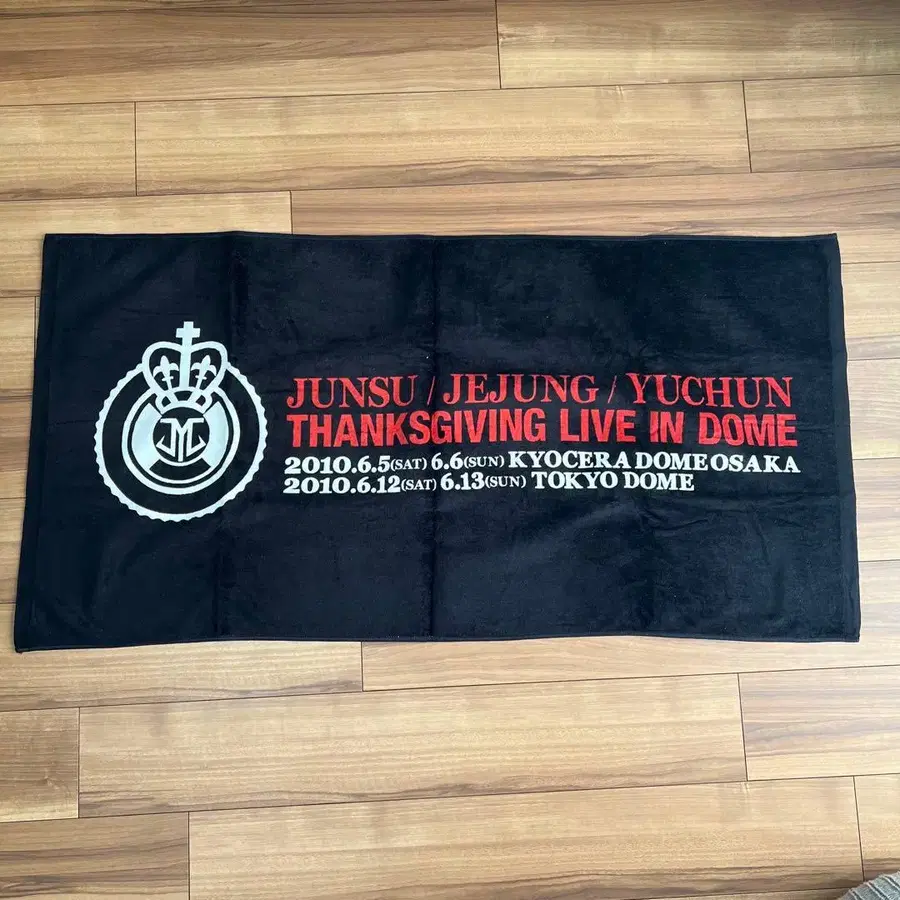 JYJ
JUNSU / JEJUNG / YUCHUN
THANKSGIVING LIVE IN DOME
2010.6.5(SAT) 6.6(SUN) KYOCERA DOME OSAKA
2010.6.12(SAT) 6.13(SUN) TOKYO DOME